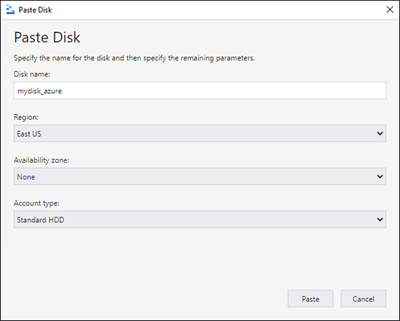 Paste Disk
Paste Disk
Specify the name for the disk and then specify the remaining parameters.
Disk name:
mydisk_azure
Region:
East US
Availability zone:
None
Account type:
Standard HDD
Paste Cancel